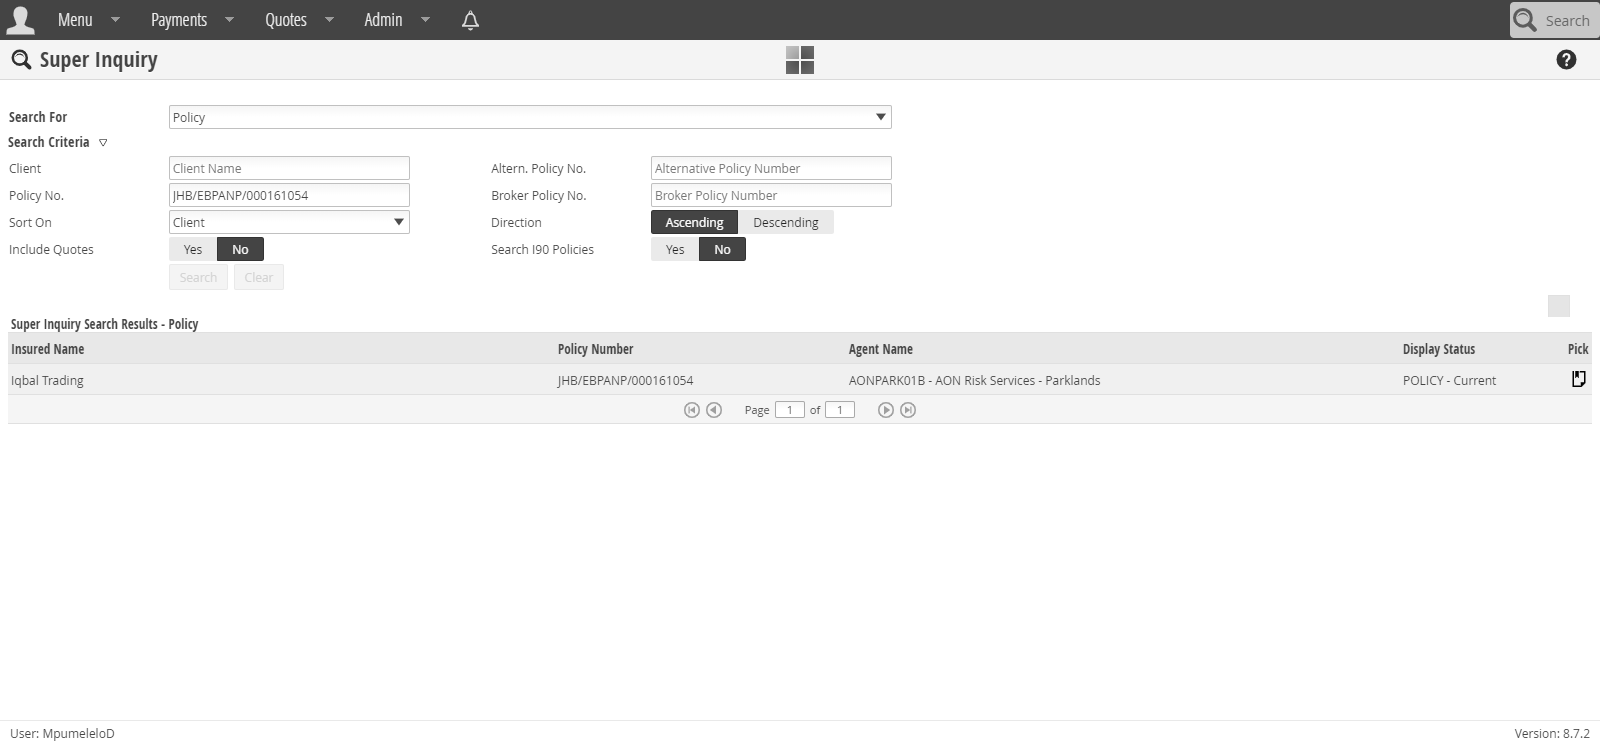 Menu Payments Quotes Admin Search
Super Inquiry
Search For Policy
Search Criteria
Client Client Name Altern. Policy No. Alternative Policy Number
Policy No. JHB/EBPANP/000161054 Broker Policy No. Broker Policy Number
Sort On Client Direction Ascending Descending
Include Quotes Yes No Search I90 Policies Yes No
Search Clear
Super Inquiry Search Results - Policy
Insured Name Policy Number Agent Name Display Status Pick
Iqbal Trading JHB/EBPANP/000161054 AONPARK01B - AON Risk Services - Parklands POLICY - Current
Page 1 of 1
User: MpumeleloD Version: 8.7.2